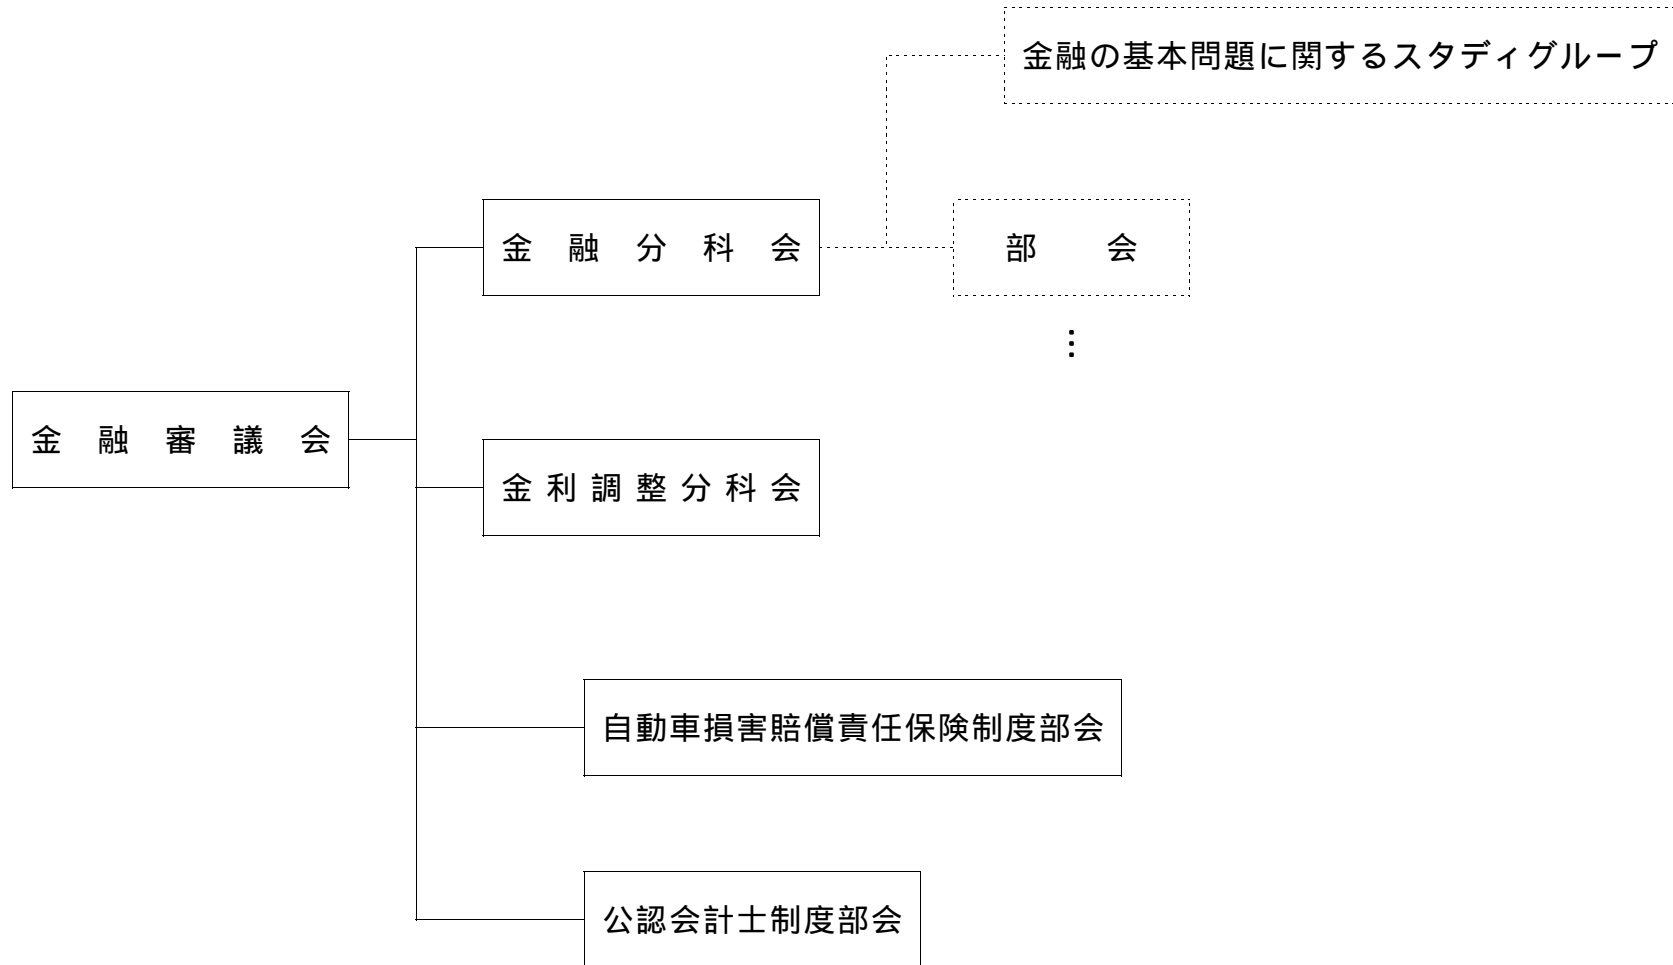 金融の基本問題に関するスタディグループ
金融分科会
部会
⋮
金融審議会
金利調整分科会
自動車損害賠償責任保険制度部会
公認会計士制度部会